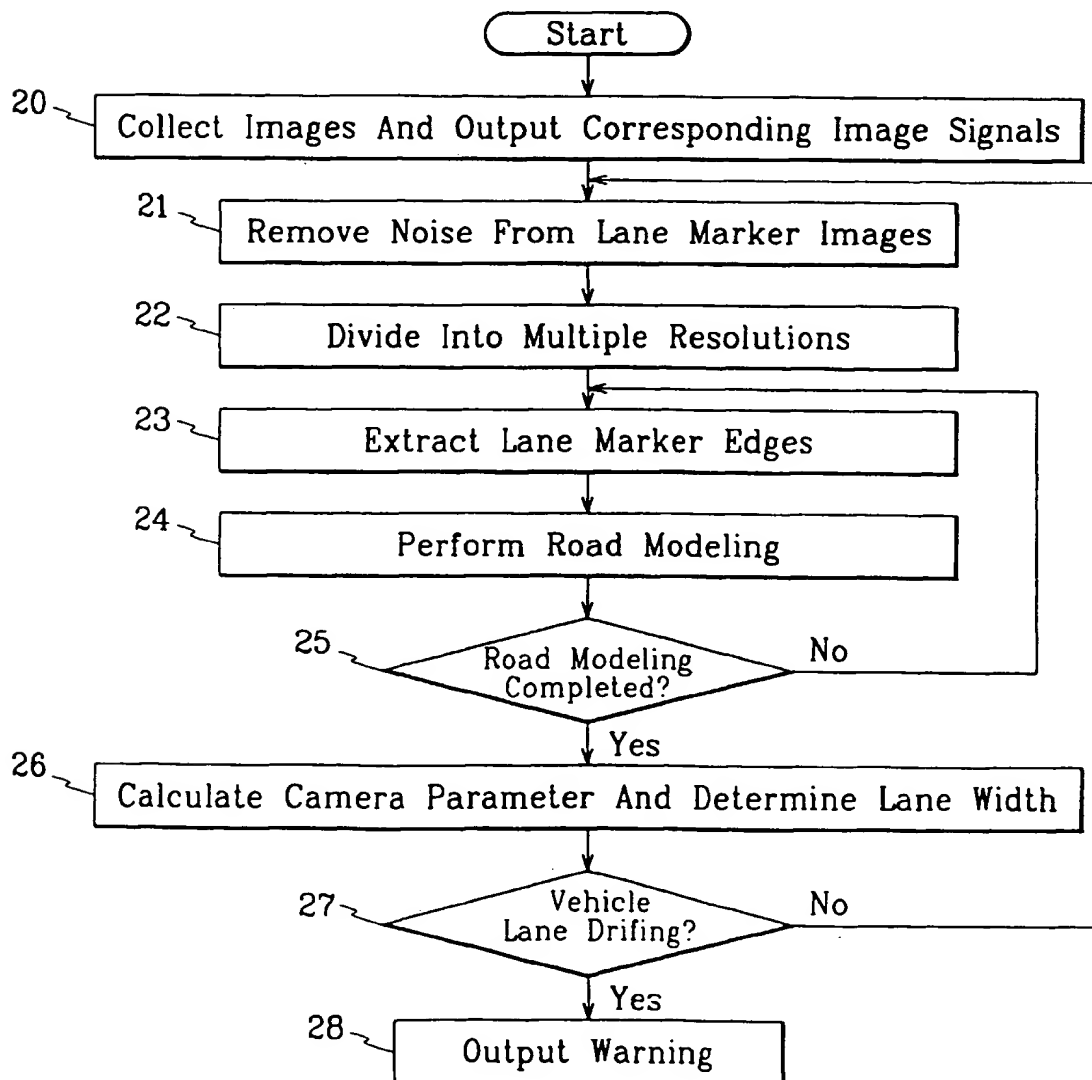 Start
20
Collect Images And Output Corresponding Image Signals
21
Remove Noise From Lane Marker Images
22
Divide Into Multiple Resolutions
23
Extract Lane Marker Edges
24
Perform Road Modeling
25
Road Modeling
Completed?
No
Yes
26
Calculate Camera Parameter And Determine Lane Width
27
Vehicle
Lane Drifing?
No
Yes
28
Output Warning